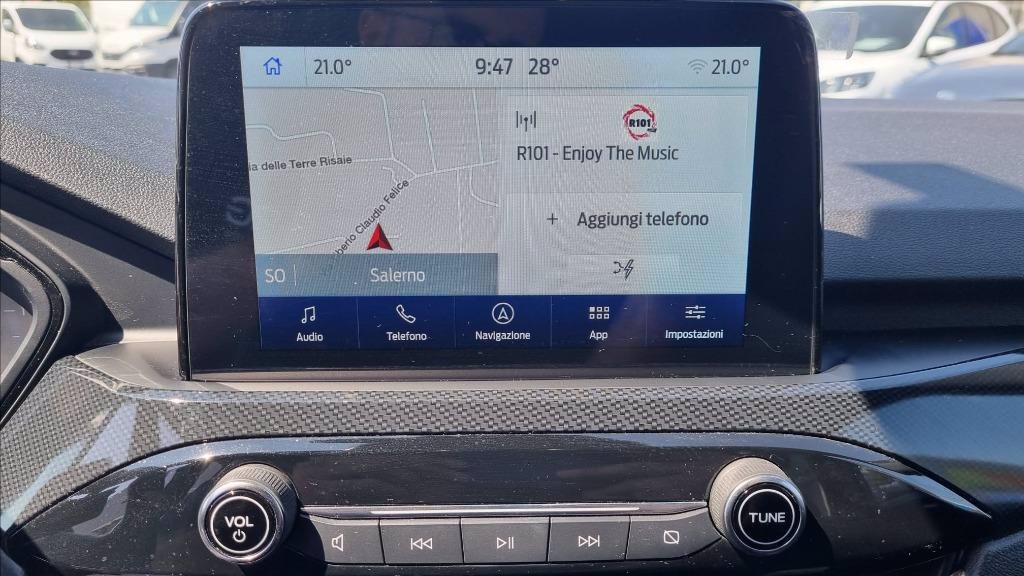 21.0°
9:47
28°
21.0°
delle Terre Risaie
Claudio Felice
SO
Salerno
R101
R101 - Enjoy The Music
+ Aggiungi telefono
Audio
Telefono
Navigazione
App
Impostazioni
VOL
TUNE